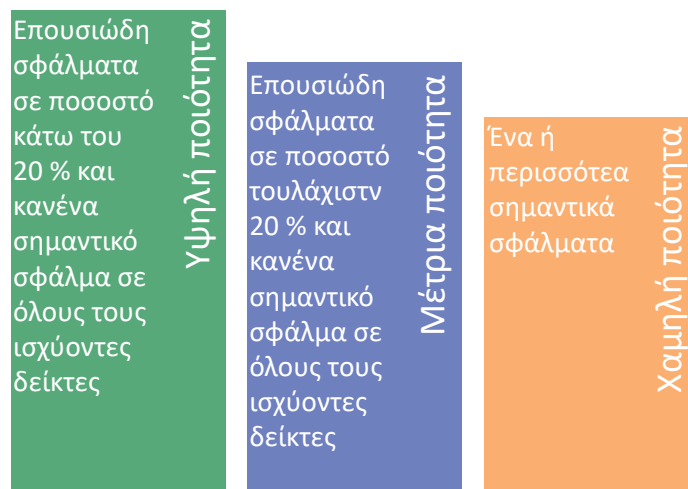 Επουσιώδη
σφάλματα
σε ποσοστό
κάτω του
20 % και
κανένα
σημαντικό
σφάλμα σε
όλους τους
ισχύοντες
δείκτες
Υψηλή ποιότητα
Επουσιώδη
σφάλματα
σε ποσοστό
τουλάχιστν
20 % και
κανένα
σημαντικό
σφάλμα σε
όλους τους
ισχύοντες
δείκτες
Μέτρια ποιότητα
Ένα ή
περισσότεα
σημαντικά
σφάλματα
Χαμηλή ποιότητα